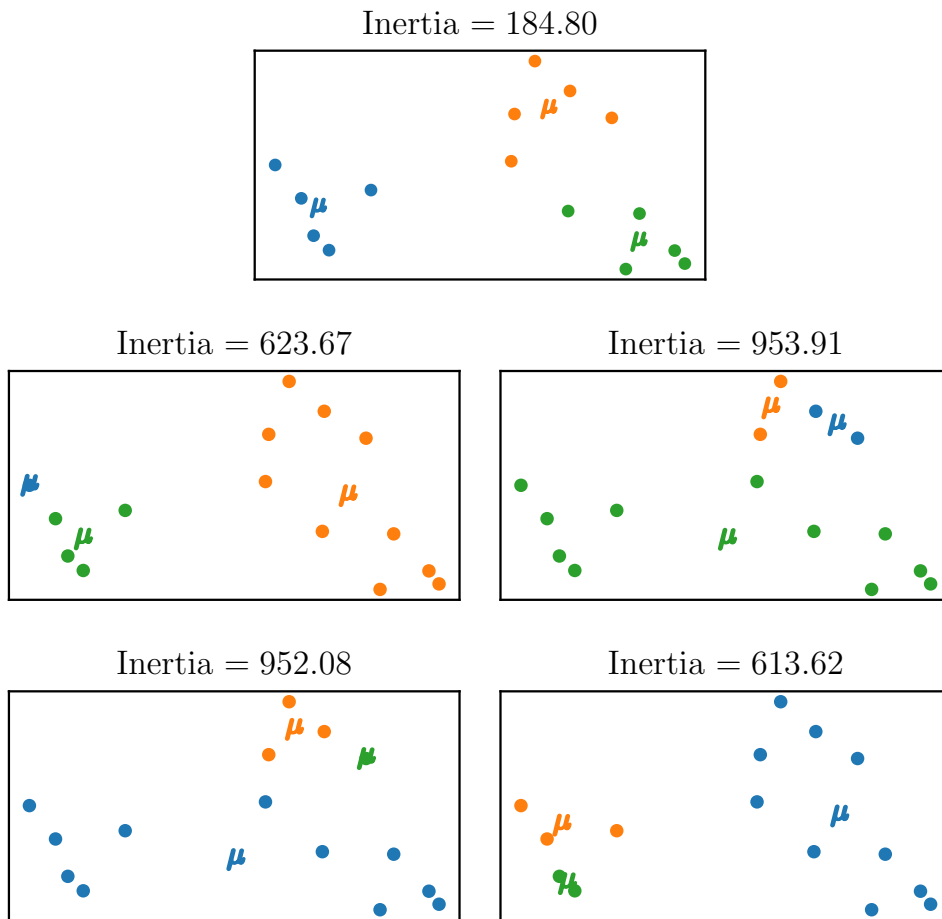 Inertia = 184.80
μ
μ
μ
Inertia = 623.67
μ
μ
μ
Inertia = 953.91
μ
μ
μ
Inertia = 952.08
μ
μ
μ
Inertia = 613.62
μ
μ
μ